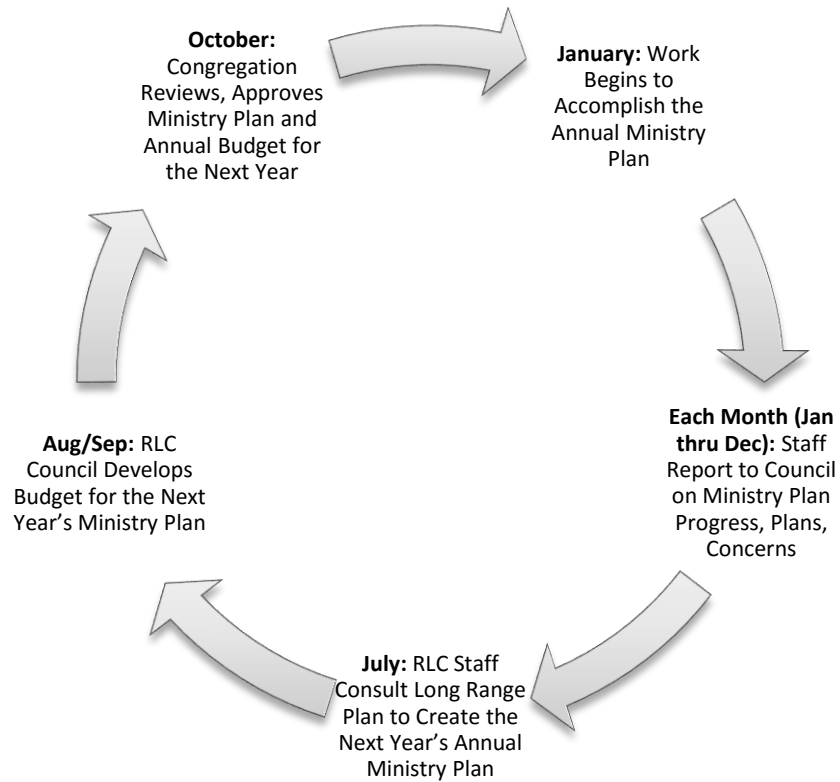 October:
Congregation
Reviews, Approves
Ministry Plan and
Annual Budget for
the Next Year
January: Work
Begins to
Accomplish the
Annual Ministry
Plan
Each Month (Jan
thru Dec): Staff
Report to Council
on Ministry Plan
Progress, Plans,
Concerns
July: RLC Staff
Consult Long Range
Plan to Create the
Next Year’s Annual
Ministry Plan
Aug/Sep: RLC
Council Develops
Budget for the Next
Year’s Ministry Plan